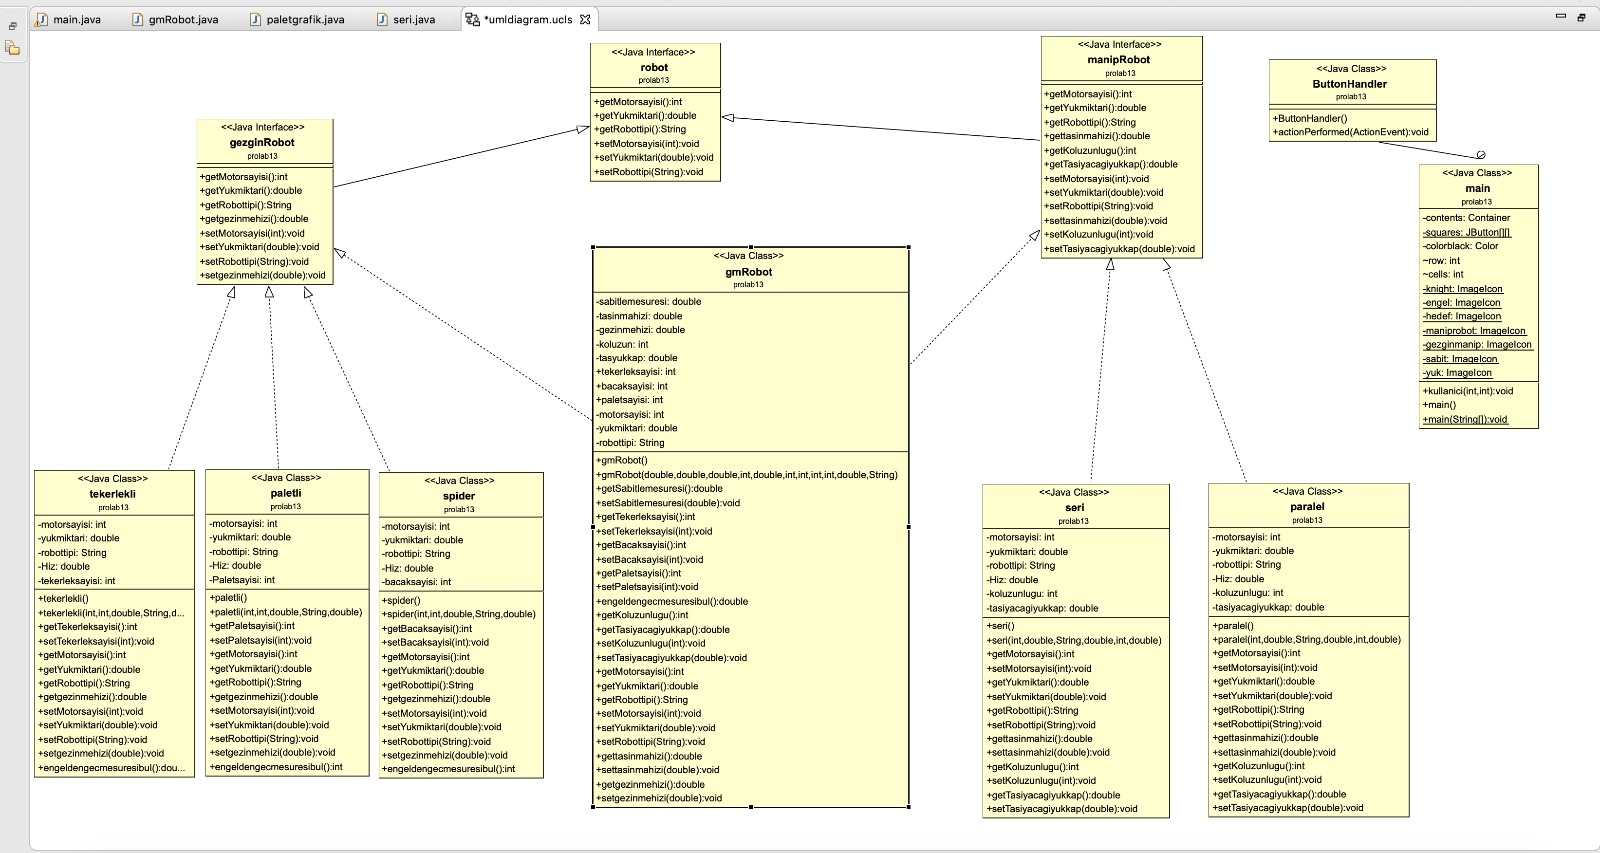 main.java
gmRobot.java
paletgrafik.java
seri.java
*umldiagram.ucls
<<Java Interface>>
robot
prolab13
+getMotorsayisi():int
+getYukmiktari():double
+getRobottipi():String
+setMotorsayisi(int):void
+setYukmiktari(double):void
+setRobottipi(String):void
<<Java Interface>>
manipRobot
prolab13
+getMotorsayisi():int
+getYukmiktari():double
+getRobottipi():String
+gettasinmahizi():double
+getKoluzunlugu():int
+getTasiyacagiyukkap():double
+setMotorsayisi(int):void
+setYukmiktari(double):void
+setRobottipi(String):void
+settasinmahizi(double):void
+setKoluzunlugu(int):void
+setTasiyacagiyukkap(double):void
<<Java Class>>
ButtonHandler
prolab13
+ButtonHandler()
+actionPerformed(ActionEvent):void
<<Java Interface>>
gezginRobot
prolab13
+getMotorsayisi():int
+getYukmiktari():double
+getRobottipi():String
+getgezinmehizi():double
+setMotorsayisi(int):void
+setYukmiktari(double):void
+setRobottipi(String):void
+setgezinmehizi(double):void
<<Java Class>>
main
prolab13
-contents: Container
-squares: JButton[][]
-colorblack: Color
~row: int
~cells: int
-knight: ImageIcon
-engel: ImageIcon
-hedef: ImageIcon
-maniprobot: ImageIcon
-gezginmanip: ImageIcon
-sabit: ImageIcon
-yuk: ImageIcon
+kullanici(int,int):void
+main()
+main(String[]):void
<<Java Class>>
gmRobot
prolab13
-sabitlemesuresi: double
-tasinmahizi: double
-gezinmehizi: double
-koluzun: int
-tasyukkap: double
+tekerleksayisi: int
+bacaksayisi: int
+paletsayisi: int
-motorsayisi: int
-yukmiktari: double
-robottipi: String
+gmRobot()
+gmRobot(double,double,double,int,double,int,int,int,int,double,String)
+getSabitlemesuresi():double
+setSabitlemesuresi(double):void
+getTekerleksayisi():int
+setTekerleksayisi(int):void
+getBacaksayisi():int
+setBacaksayisi(int):void
+getPaletsayisi():int
+setPaletsayisi(int):void
+engeldengecmesuresibul():double
+getKoluzunlugu():int
+getTasiyacagiyukkap():double
+setKoluzunlugu(int):void
+setTasiyacagiyukkap(double):void
+getMotorsayisi():int
+getYukmiktari():double
+getRobottipi():String
+setMotorsayisi(int):void
+setYukmiktari(double):void
+setRobottipi(String):void
+gettasinmahizi():double
+settasinmahizi(double):void
+getgezinmehizi():double
+setgezinmehizi(double):void
<<Java Class>>
tekerlekli
prolab13
-motorsayisi: int
-yukmiktari: double
-robottipi: String
-Hiz: double
-tekerleksayisi: int
+tekerlekli()
+tekerlekli(int,int,double,String,d...
+getTekerleksayisi():int
+setTekerleksayisi(int):void
+getMotorsayisi():int
+getYukmiktari():double
+getRobottipi():String
+getgezinmehizi():double
+setMotorsayisi(int):void
+setYukmiktari(double):void
+setRobottipi(String):void
+setgezinmehizi(double):void
+engeldengecmesuresibul():dou...
<<Java Class>>
paletli
prolab13
-motorsayisi: int
-yukmiktari: double
-robottipi: String
-Hiz: double
-Paletsayisi: int
+paletli()
+paletli(int,int,double,String,double)
+getPaletsayisi():int
+setPaletsayisi(int):void
+getMotorsayisi():int
+getYukmiktari():double
+getRobottipi():String
+getgezinmehizi():double
+setMotorsayisi(int):void
+setYukmiktari(double):void
+setRobottipi(String):void
+setgezinmehizi(double):void
+engeldengecmesuresibul():int
<<Java Class>>
spider
prolab13
-motorsayisi: int
-yukmiktari: double
-robottipi: String
-Hiz: double
-bacaksayisi: int
+spider()
+spider(int,int,double,String,double)
+getBacaksayisi():int
+setBacaksayisi(int):void
+getMotorsayisi():int
+getYukmiktari():double
+getRobottipi():String
+getgezinmehizi():double
+setMotorsayisi(int):void
+setYukmiktari(double):void
+setRobottipi(String):void
+setgezinmehizi(double):void
+engeldengecmesuresibul():int
<<Java Class>>
seri
prolab13
-motorsayisi: int
-yukmiktari: double
-robottipi: String
-Hiz: double
-koluzunlugu: int
-tasiyacagiyukkap: double
+seri()
+seri(int,double,String,double,int,double)
+getMotorsayisi():int
+setMotorsayisi(int):void
+getYukmiktari():double
+setYukmiktari(double):void
+getRobottipi():String
+setRobottipi(String):void
+gettasinmahizi():double
+settasinmahizi(double):void
+getKoluzunlugu():int
+setKoluzunlugu(int):void
+getTasiyacagiyukkap():double
+setTasiyacagiyukkap(double):void
<<Java Class>>
paralel
prolab13
-motorsayisi: int
-yukmiktari: double
-robottipi: String
-Hiz: double
-koluzunlugu: int
-tasiyacagiyukkap: double
+paralel()
+paralel(int,double,String,double,int,double)
+getMotorsayisi():int
+setMotorsayisi(int):void
+getYukmiktari():double
+setYukmiktari(double):void
+getRobottipi():String
+setRobottipi(String):void
+gettasinmahizi():double
+settasinmahizi(double):void
+getKoluzunlugu():int
+setKoluzunlugu(int):void
+getTasiyacagiyukkap():double
+setTasiyacagiyukkap(double):void